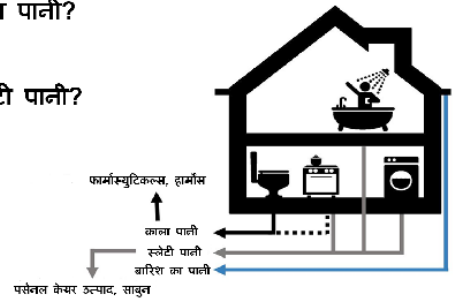 पानी?
पानी?
फार्मास्युटिकल्स, हार्मोस
काला पानी
स्लेटी पानी
बारिश का पानी
पर्सनल केयर उत्पाद, साबुन